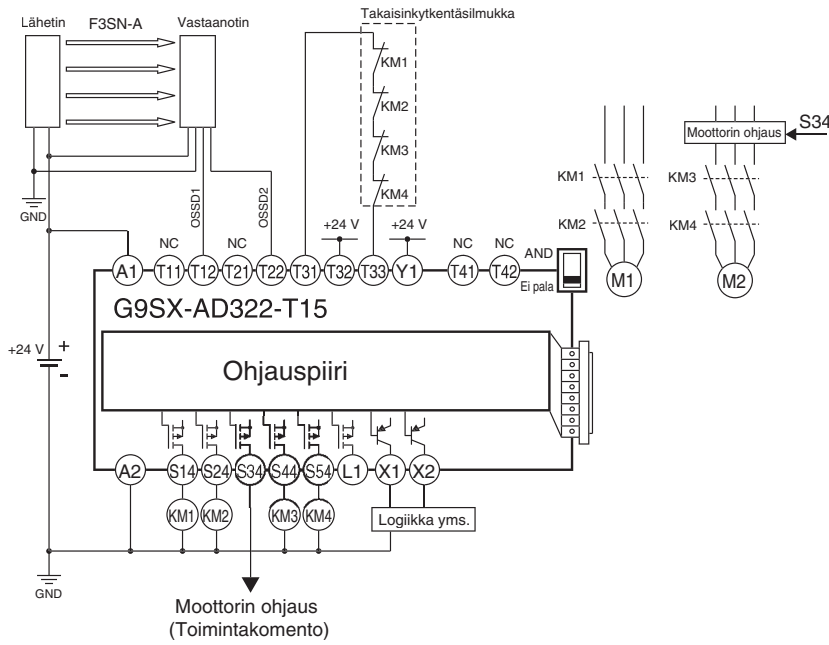 Takaisinkytkentäsilmukka
Lähetin F3SN-A Vastaanotin
KM1
KM2
KM3
KM4
GND
OSSD1
OSSD2
Moottorin ohjaus S34
KM1
KM2
KM3
KM4
M1 M2
NC NC +24 V +24 V NC NC AND
A1 T11 T12 T21 T22 T31 T32 T33 Y1 T41 T42
Ei pala
G9SX-AD322-T15
+24 V + -
Ohjauspiiri
A2 S14 S24 S34 S44 S54 L1 X1 X2
KM1 KM2 KM3 KM4 Logiikka yms.
GND
Moottorin ohjaus
(Toimintakomento)